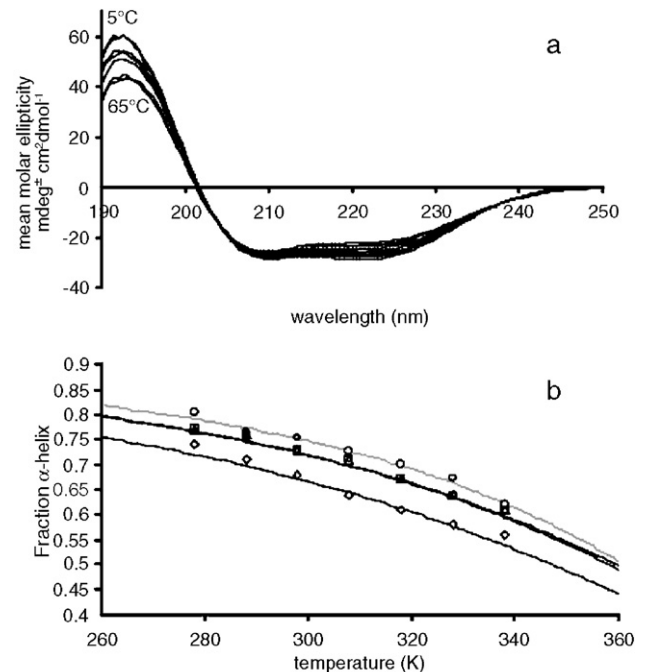 a
5°C
65°C
mean molar ellipticity
mdeg± cm²dmol⁻¹
60
40
20
0
-20
-40
190 200 210 220 230 240 250
wavelength (nm)
b
Fraction α-helix
0.9
0.85
0.8
0.75
0.7
0.65
0.6
0.55
0.5
0.45
0.4
260 280 300 320 340 360
temperature (K)